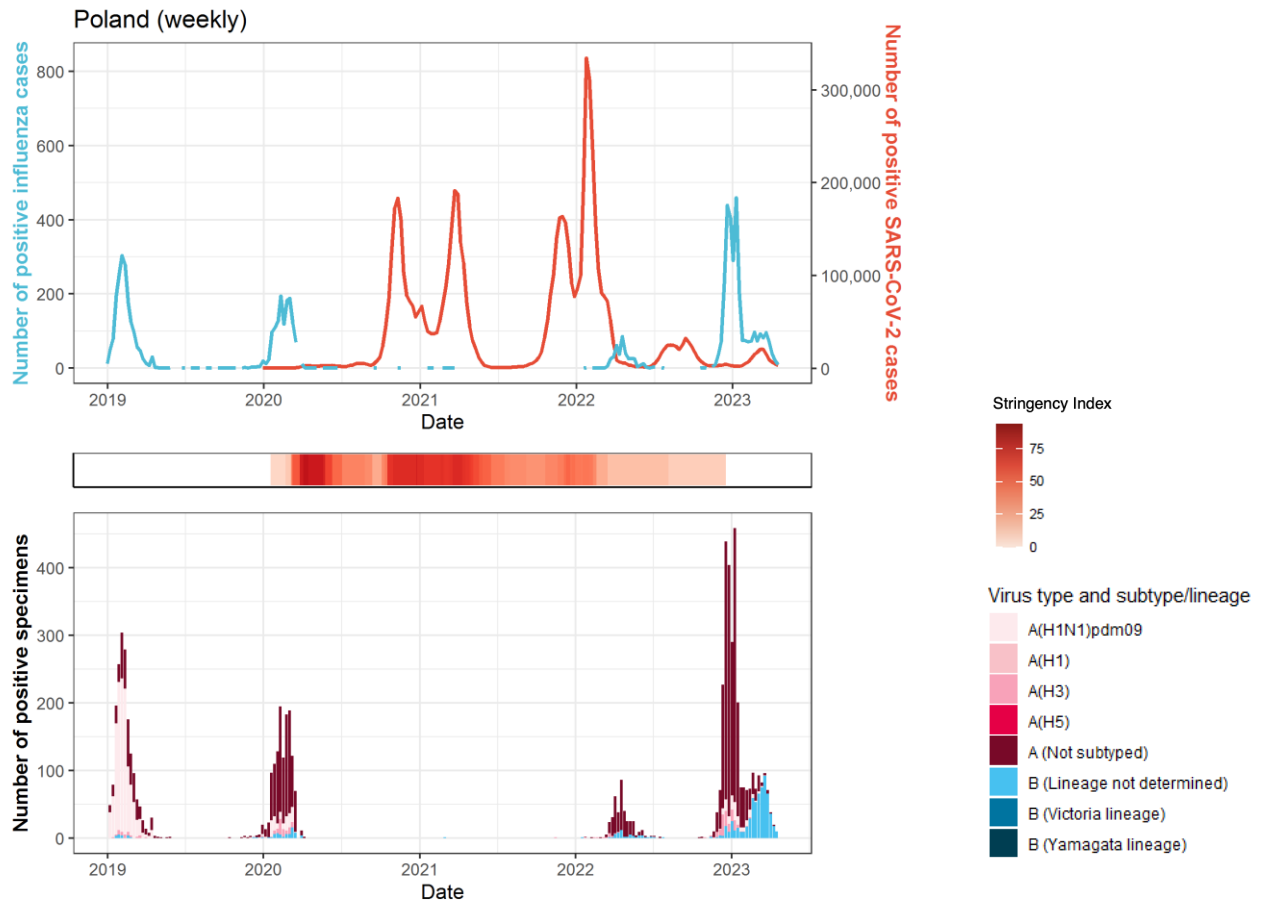 Poland (weekly)
Number of positive influenza cases
800
600
400
200
0
300,000
200,000
100,000
0
Number of positive SARS-CoV-2 cases
2019
2020
2021
2022
2023
Date
Stringency Index
75
50
25
0
Number of positive specimens
400
300
200
100
0
2019
2020
2021
2022
2023
Date
Virus type and subtype/lineage
A(H1N1)pdm09
A(H1)
A(H3)
A(H5)
A (Not subtyped)
B (Lineage not determined)
B (Victoria lineage)
B (Yamagata lineage)